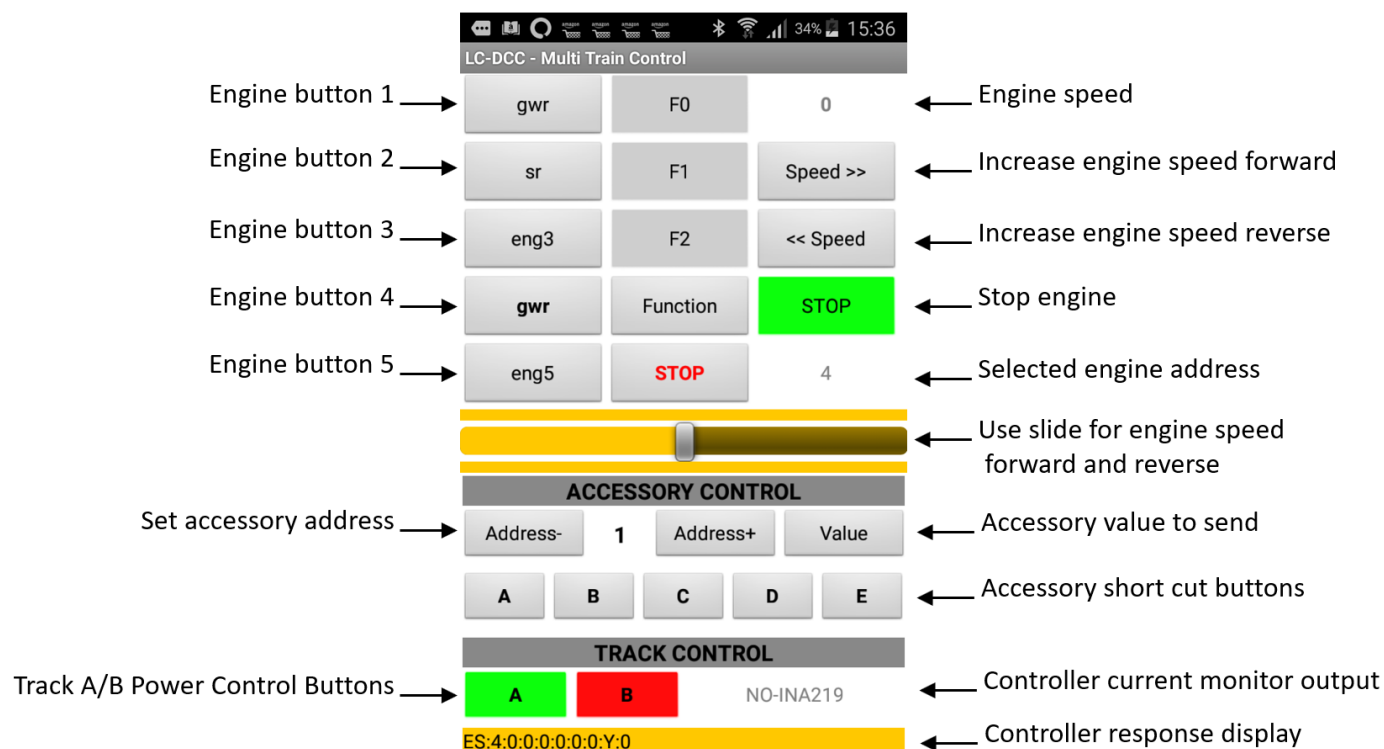 34% 15:36
LC-DCC - Multi Train Control
Engine button 1 gwr F0 0 Engine speed
Engine button 2 sr F1 Speed >> Increase engine speed forward
Engine button 3 eng3 F2 << Speed Increase engine speed reverse
Engine button 4 gwr Function STOP Stop engine
Engine button 5 eng5 STOP 4 Selected engine address
Use slide for engine speed
forward and reverse
ACCESSORY CONTROL
Set accessory address Address- 1 Address+ Value Accessory value to send
A B C D E Accessory short cut buttons
TRACK CONTROL
Track A/B Power Control Buttons A B NO-INA219 Controller current monitor output
ES:4:0:0:0:0:0:0:Y:0 Controller response display